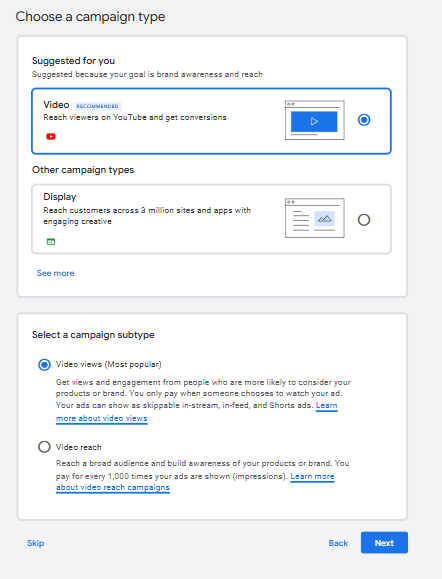 Choose a campaign type
Suggested for you
Suggested because your goal is brand awareness and reach
Video RECOMMENDED
Reach viewers on YouTube and get conversions
Other campaign types
Display
Reach customers across 3 million sites and apps with
engaging creative
See more
Select a campaign subtype
Video views (Most popular)
Get views and engagement from people who are more likely to consider your
products or brand. You only pay when someone chooses to watch your ad.
Your ads can show as skippable in-stream, in-feed, and Shorts ads. Learn
more about video views
Video reach
Reach a broad audience and build awareness of your products or brand. You
pay for every 1,000 times your ads are shown (impressions). Learn more
about video reach campaigns
Skip
Back
Next